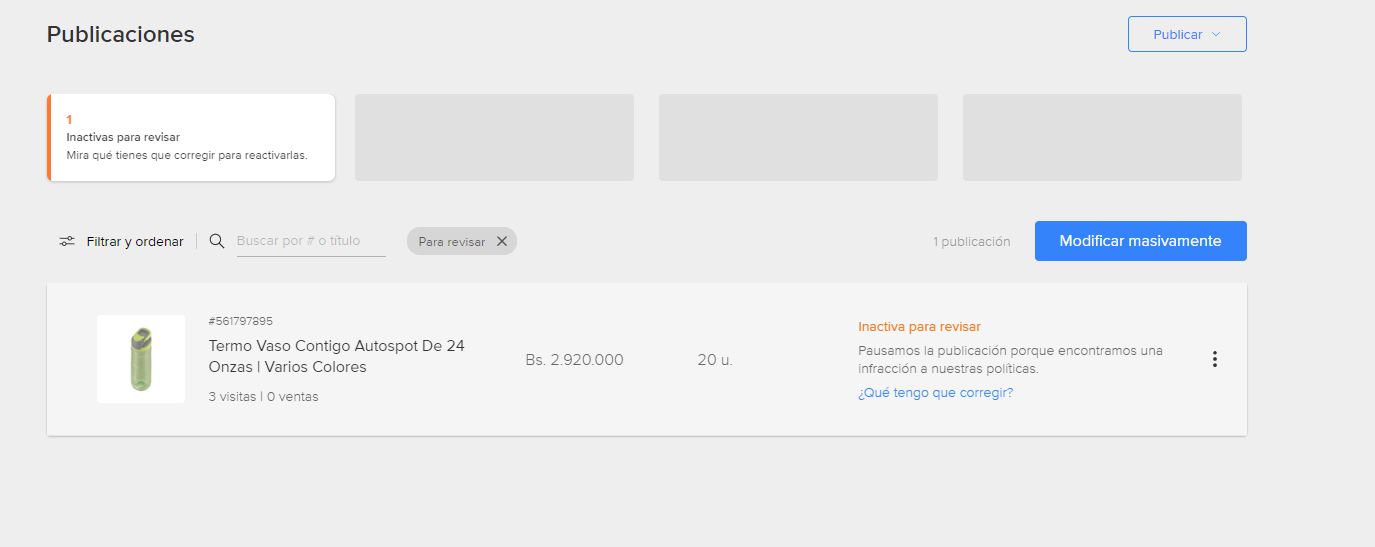 Publicaciones
Publicar
1
Inactivas para revisar
Mira qué tienes que corregir para reactivarlas.
Filtrar y ordenar
Buscar por # o título
Para revisar
1 publicación
Modificar masivamente
#561797895
Termo Vaso Contigo Autospot De 24
Onzas | Varios Colores
3 visitas | 0 ventas
Bs. 2.920.000
20 u.
Inactiva para revisar
Pausamos la publicación porque encontramos una
infracción a nuestras políticas.
¿Qué tengo que corregir?